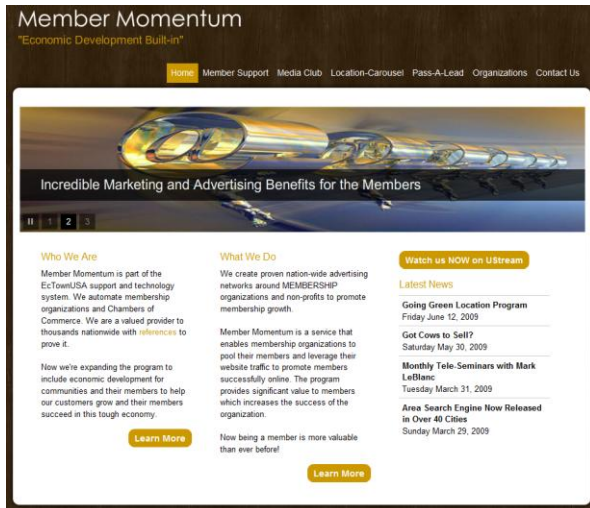 Member Momentum
"Economic Development Built-in"
Home Member Support Media Club Location-Carousel Pass-A-Lead Organizations Contact Us
Incredible Marketing and Advertising Benefits for the Members
1 2 3
Who We Are
Member Momentum is part of the
EcTownUSA support and technology
system. We automate membership
organizations and Chambers of
Commerce. We are a valued provider to
thousands nationwide with references to
prove it.
Now we're expanding the program to
include economic development for
communities and their members to help
our customers grow and their members
succeed in this tough economy.
Learn More
What We Do
We create proven nation-wide advertising
networks around MEMBERSHIP
organizations and non-profits to promote
membership growth.
Member Momentum is a service that
enables membership organizations to
pool their members and leverage their
website traffic to promote members
successfully online. The program
provides significant value to members
which increases the success of the
organization.
Now being a member is more valuable
than ever before!
Learn More
Watch us NOW on UStream
Latest News
Going Green Location Program
Friday June 12, 2009
Got Cows to Sell?
Saturday May 30, 2009
Monthly Tele-Seminars with Mark
LeBlanc
Tuesday March 31, 2009
Area Search Engine Now Released
in Over 40 Cities
Sunday March 29, 2009